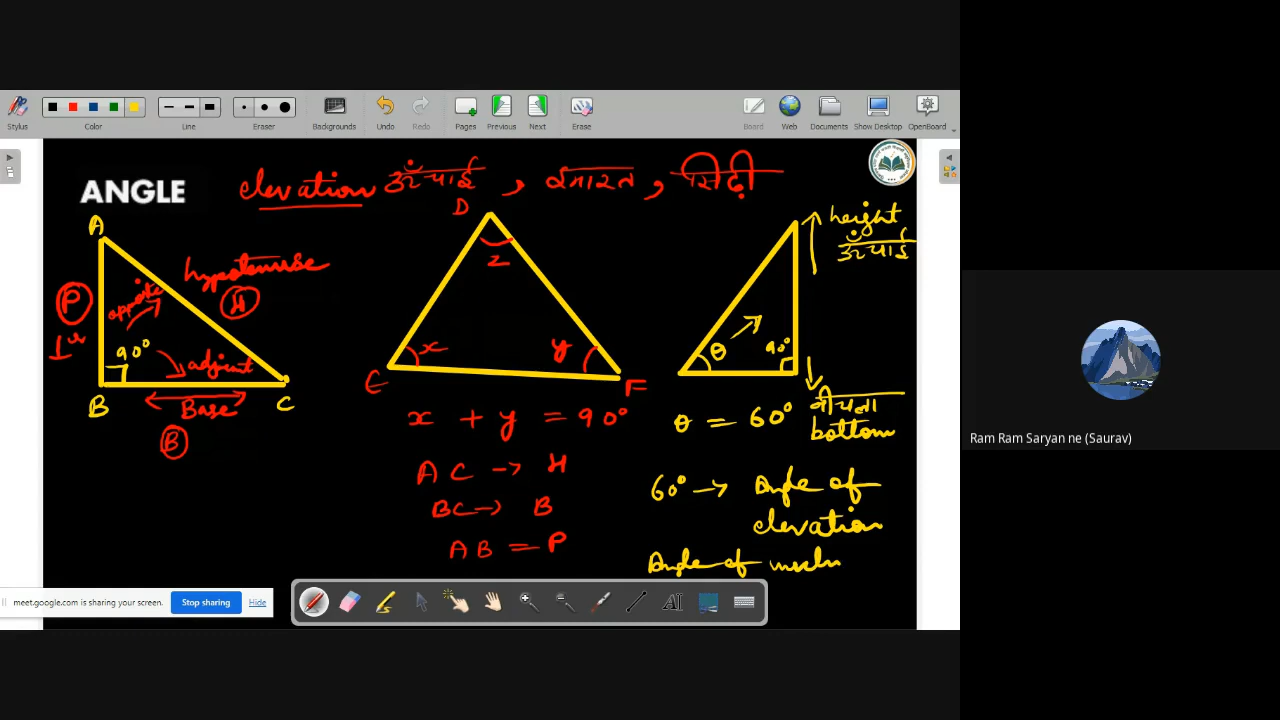 Stylus
Color
Line
Eraser
Backgrounds
Undo
Redo
Pages
Previous
Next
Erase
Board
Web
Documents
Show Desktop
OpenBoard
ANGLE
elevation ऊँचाई , इमारत , सिढ़ी
A
hypotenuse
H
P
opposite
90°
B
Base
C
B
D
z
x
y
E
F
x + y = 90°
AC → H
BC → B
AB = P
height
ऊँचाई
θ
90°
नीचला
bottom
θ = 60°
60° → Angle of
elevation
Angle of
meet.google.com is sharing your screen.
Stop sharing
Hide
Ram Ram Saryan ne (Saurav)